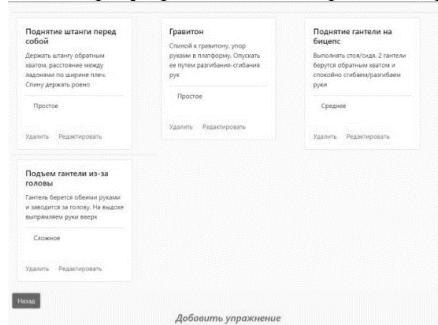 Поднятие штанги перед
собой
Держать штангу обратным
хватом, расстояние между
ладонями по ширине плеч.
Спину держать ровно
Простое
Удалить Редактировать
Гравитон
Спиной к гравитону, упор
руками в платформу. Опускать
ее путем разгибания-сгибания
рук
Простое
Удалить Редактировать
Поднятие гантели на
бицепс
Выполнять стоя/сидя. 2 гантели
берутся обратным хватом и
спокойно сгибаем/разгибаем
руки
Среднее
Удалить Редактировать
Подъем гантели из-за
головы
Гантель берется обеими руками
и заводится за голову. На выдохе
выпрямляем руки вверх
Сложное
Удалить Редактировать
Назад
Добавить упражнение